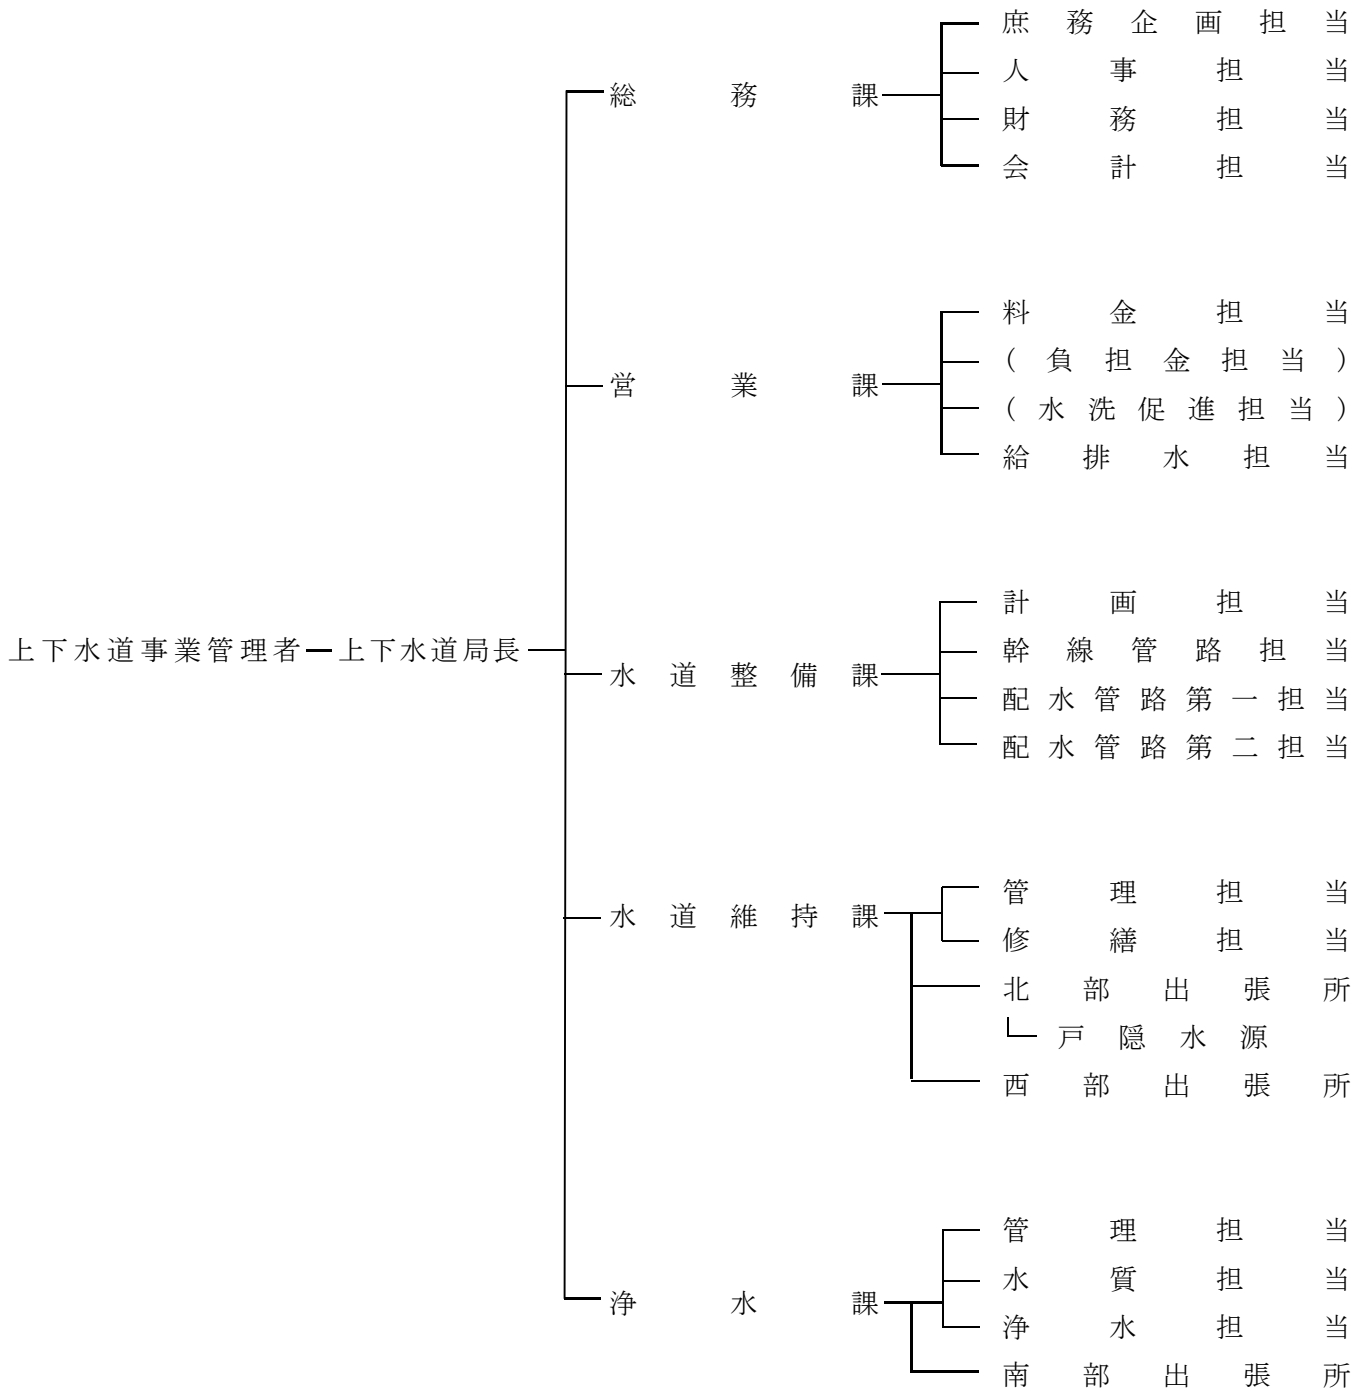 上下水道事業管理者
上下水道局長
総務課
庶務企画担当
人事担当
財務担当
会計担当
営業課
料金担当
(負担金担当)
(水洗促進担当)
給排水担当
水道整備課
計画担当
幹線管路担当
配水管路第一担当
配水管路第二担当
水道維持課
管理担当
修繕担当
北部出張所
戸隠水源
西部出張所
浄水課
管理担当
水質担当
浄水担当
南部出張所